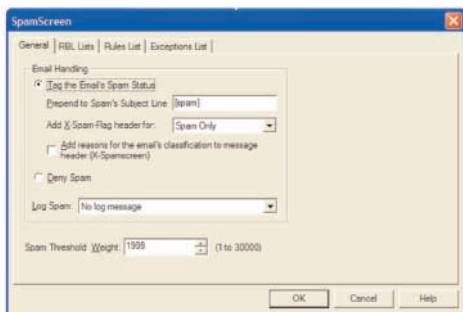 SpamScreen
General RBL Lists Rules List Exceptions List
Email Handling
Tag the Email's Spam Status
Prepend to Spam's Subject Line [spam]
Add X-Spam-Flag header for: Spam Only
Add reasons for the email's classification to message
header (X-Spamscreen)
Deny Spam
Log Spam: No log message
Spam Threshold Weight: 1999 (1 to 30000)
OK Cancel Help